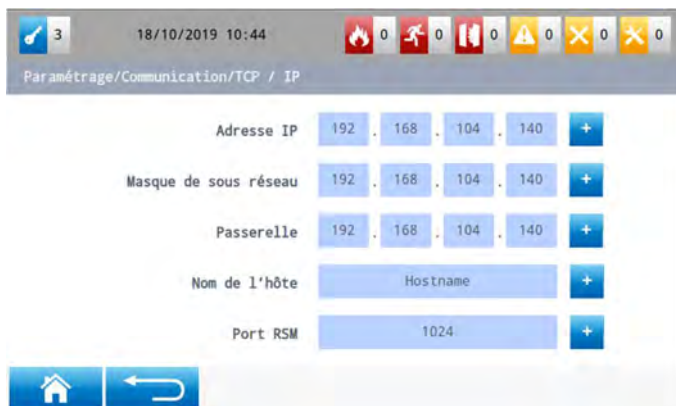 3 18/10/2019 10:44 0 0 0 0 0 0
Paramétrage/Communication/TCP / IP
Adresse IP 192 . 168 . 104 . 140 +
Masque de sous réseau 192 . 168 . 104 . 140 +
Passerelle 192 . 168 . 104 . 140 +
Nom de l'hôte Hostname +
Port RSM 1024 +